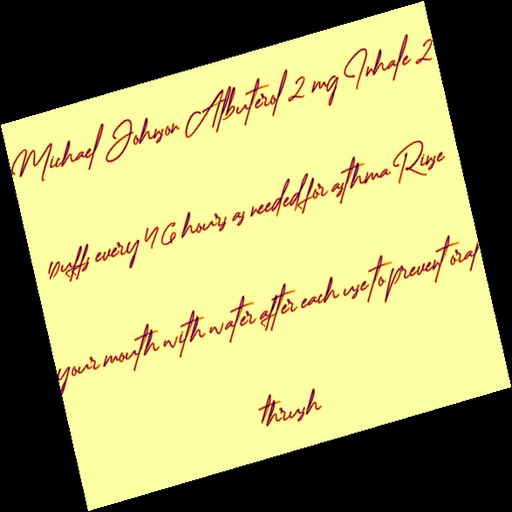 Michael Johnson Albuterol 2 mg Inhale 2
puffs every 4 6 hours as needed for asthma Rinse
your mouth with water after each use to prevent oral
thrush